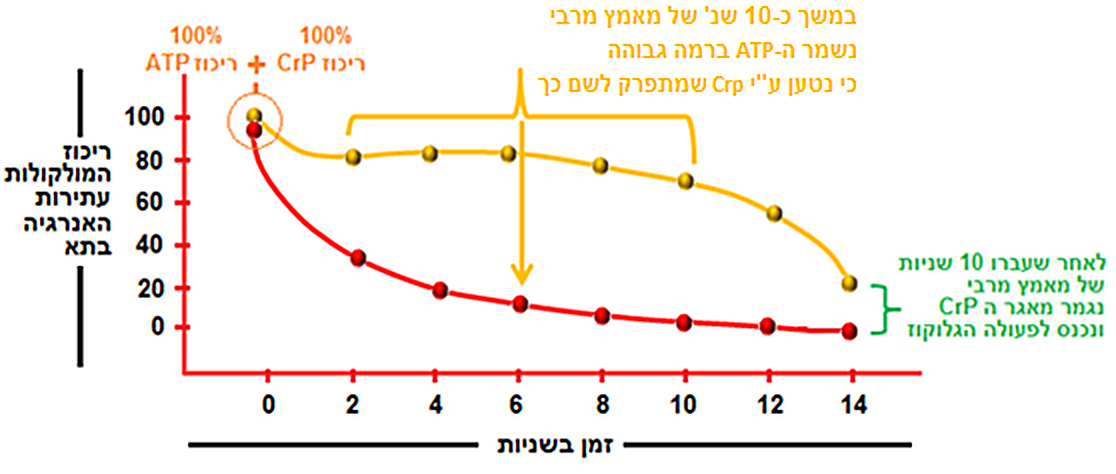 במשך כ-10 שנ' של מאמץ מרבי
נשמר ה-ATP ברמה גבוהה
כי נטען ע"י Crp שמתפרק לשם כך
100% 100%
ריכוז CrP + ריכוז ATP
ריכוז
המולקולות
עתירות
האנרגיה
בתא
100
80
60
40
20
0
לאחר שעברו 10 שניות
של מאמץ מרבי
נגמר מאגר ה CrP
ונכנס לפעולה הגלוקוז
0 2 4 6 8 10 12 14
זמן בשניות